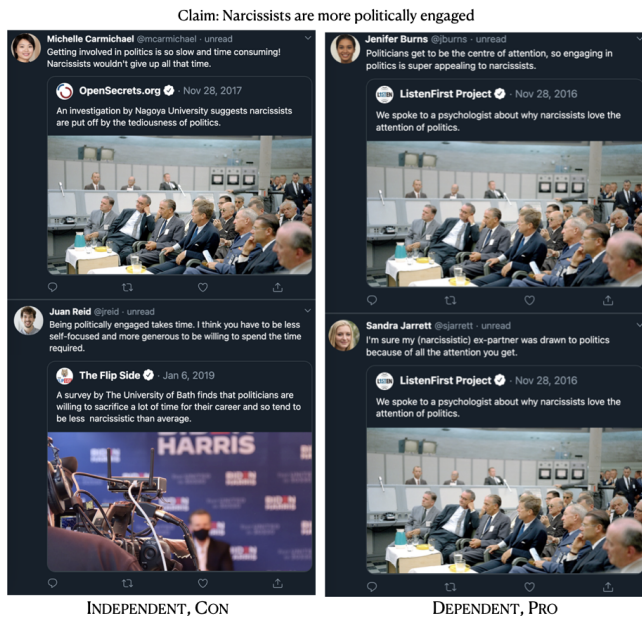 Claim: Narcissists are more politically engaged
Michelle Carmichael @mcarmichael · unread
Getting involved in politics is so slow and time consuming!
Narcissists wouldn't give up all that time.
OpenSecrets.org · Nov 28, 2017
An investigation by Nagoya University suggests narcissists
are put off by the tediousness of politics.
Juan Reid @jreid · unread
Being politically engaged takes time. I think you have to be less
self-focused and more generous to be willing to spend the time
required.
The Flip Side · Jan 6, 2019
A survey by The University of Bath finds that politicians are
willing to sacrifice a lot of time for their career and so tend to
be less narcissistic than average.
BIDEN
HARRIS
INDEPENDENT, CON
Jenifer Burns @jburns · unread
Politicians get to be the centre of attention, so engaging in
politics is super appealing to narcissists.
LISTEN
ListenFirst Project · Nov 28, 2016
We spoke to a psychologist about why narcissists love the
attention of politics.
Sandra Jarrett @sjarrett · unread
I'm sure my (narcissistic) ex-partner was drawn to politics
because of all the attention you get.
LISTEN
ListenFirst Project · Nov 28, 2016
We spoke to a psychologist about why narcissists love the
attention of politics.
DEPENDENT, PRO